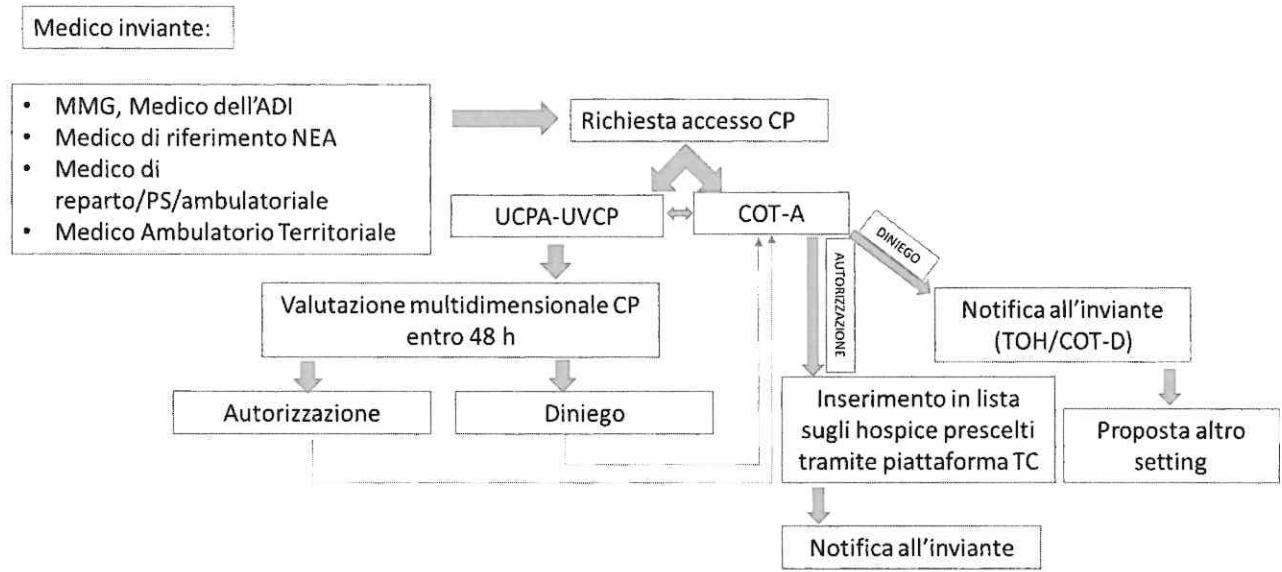 Medico inviante:
• MMG, Medico dell'ADI
• Medico di riferimento NEA
• Medico di
reparto/PS/ambulatoriale
• Medico Ambulatorio Territoriale
Richiesta accesso CP
UCPA-UVCP
COT-A
DINIEGO
AUTORIZZAZIONE
Valutazione multidimensionale CP
entro 48 h
Notifica all'inviante
(TOH/COT-D)
Autorizzazione
Diniego
Inserimento in lista
sugli hospice prescelti
tramite piattaforma TC
Proposta altro
setting
Notifica all'inviante